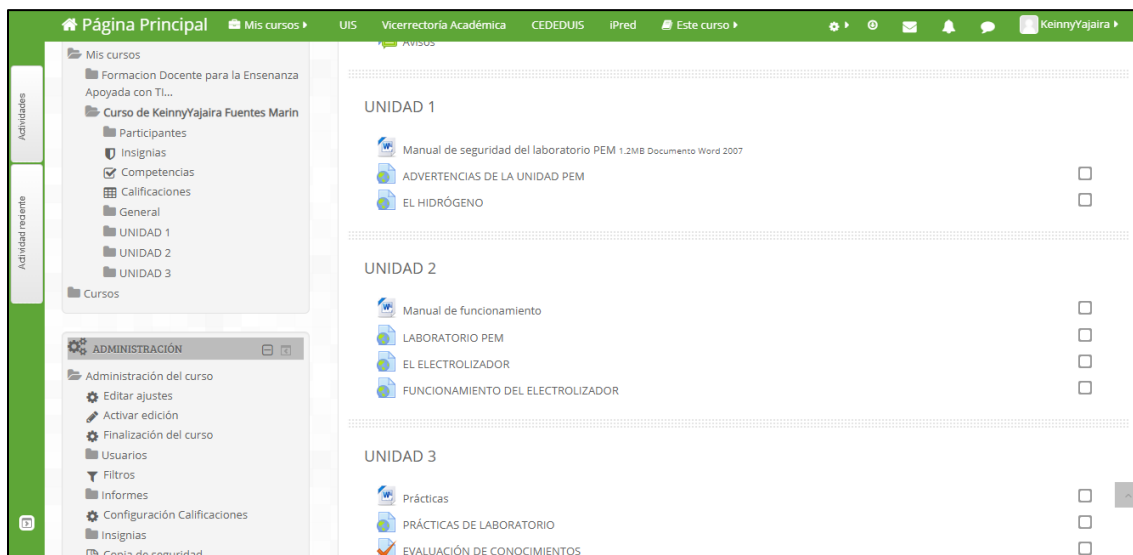 Página Principal Mis cursos UIS Vicerrectoría Académica CEDEDUIS iPred Este curso KeinnyYajaira
Actividades
Actividad reciente
Mis cursos
Formacion Docente para la Ensenanza
Apoyada con TI...
Curso de KeinnyYajaira Fuentes Marin
Participantes
Insignias
Competencias
Calificaciones
General
UNIDAD 1
UNIDAD 2
UNIDAD 3
Cursos
ADMINISTRACIÓN
Administración del curso
Editar ajustes
Activar edición
Finalización del curso
Usuarios
Filtros
Informes
Configuración Calificaciones
Insignias
Copia de seguridad
Avisos
UNIDAD 1
Manual de seguridad del laboratorio PEM 1.2MB Documento Word 2007
ADVERTENCIAS DE LA UNIDAD PEM
EL HIDRÓGENO
UNIDAD 2
Manual de funcionamiento
LABORATORIO PEM
EL ELECTROLIZADOR
FUNCIONAMIENTO DEL ELECTROLIZADOR
UNIDAD 3
Prácticas
PRÁCTICAS DE LABORATORIO
EVALUACIÓN DE CONOCIMIENTOS